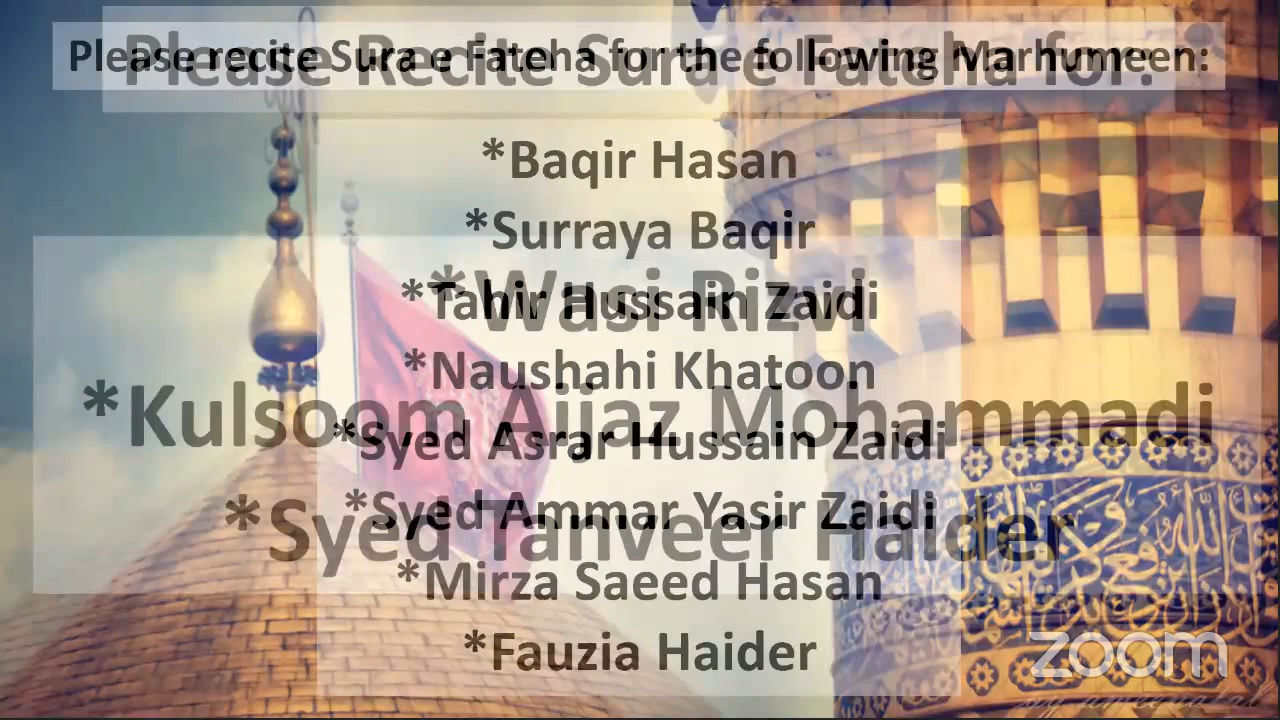 Please recite Sura e Fateha for the following Marhumeen:
Please Recite Sura e Fateha for:
*Baqir Hasan
*Surraya Baqir
*Tahir Hussain Zaidi
*Wasi Rizvi
*Naushahi Khatoon
*Kulsoom Aijaz Mohammadi
*Syed Asrar Hussain Zaidi
*Syed Ammar Yasir Zaidi
*Syed Tanveer Haider
*Mirza Saeed Hasan
*Fauzia Haider
zoom